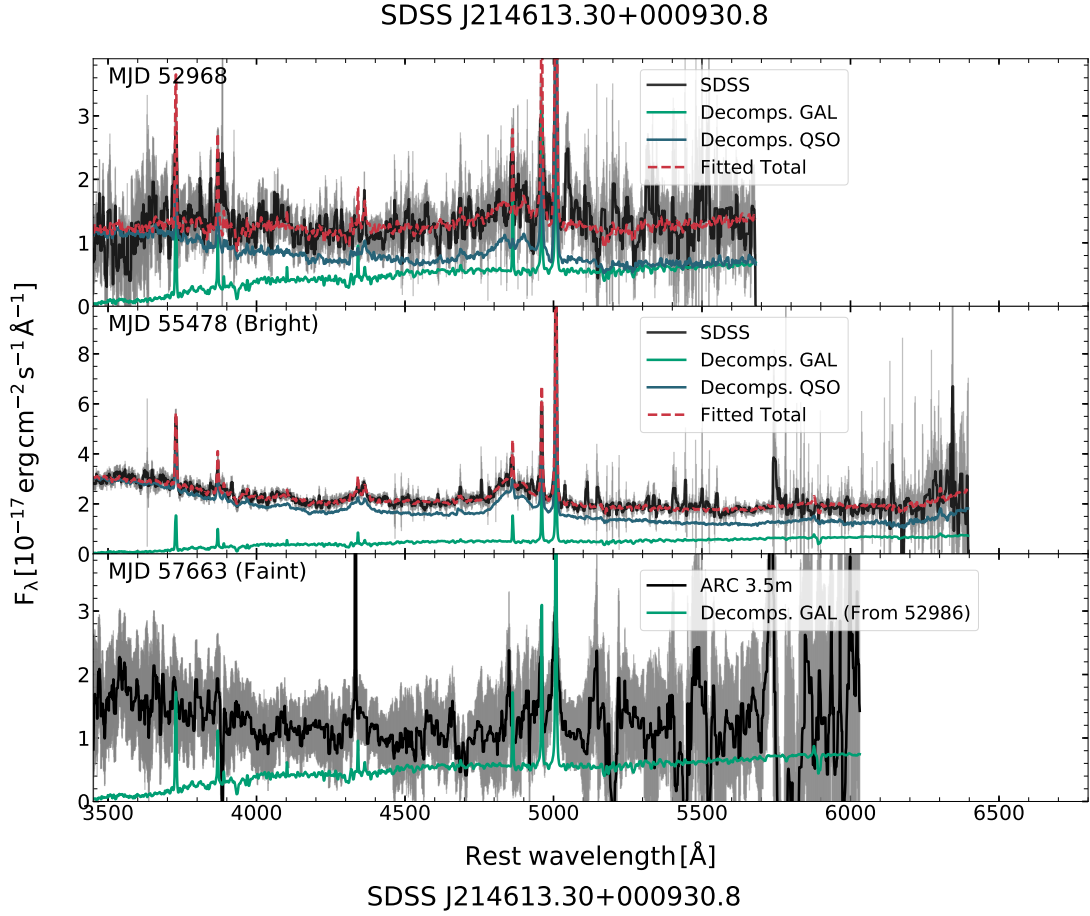 SDSS J214613.30+000930.8
MJD 52968
SDSS
Decomps. GAL
Decomps. QSO
Fitted Total
3
2
1
0
MJD 55478 (Bright)
SDSS
Decomps. GAL
Decomps. QSO
Fitted Total
8
6
4
2
0
MJD 57663 (Faint)
ARC 3.5m
Decomps. GAL (From 52986)
3
2
1
0
F_λ [10⁻¹⁷ erg cm⁻² s⁻¹ Å⁻¹]
3500 4000 4500 5000 5500 6000 6500
Rest wavelength [Å]
SDSS J214613.30+000930.8